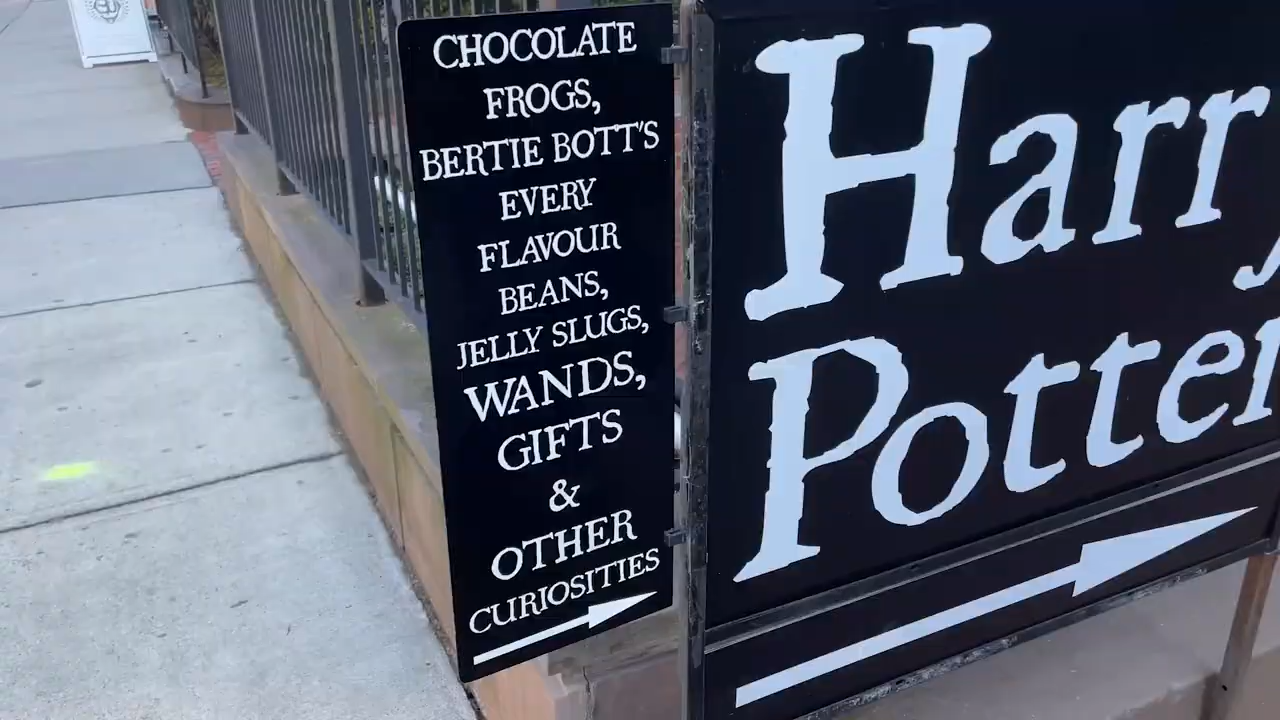 CHOCOLATE
FROGS,
BERTIE BOTT'S
EVERY
FLAVOUR
BEANS,
JELLY SLUGS,
WANDS,
GIFTS
&
OTHER
CURIOSITIES
Harry
Potter